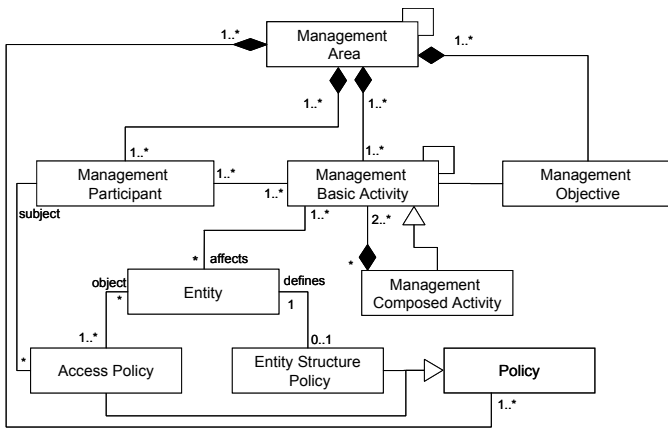 1..*
Management
Area
1..*
1..*
1..*
1..*
1..*
Management
Participant
1..*
1..*
Management
Basic Activity
Management
Objective
subject
1..*
2..*
*
affects
*
Management
Composed Activity
object
*
Entity
defines
1
1..*
0..1
*
Access Policy
Entity Structure
Policy
Policy
1..*